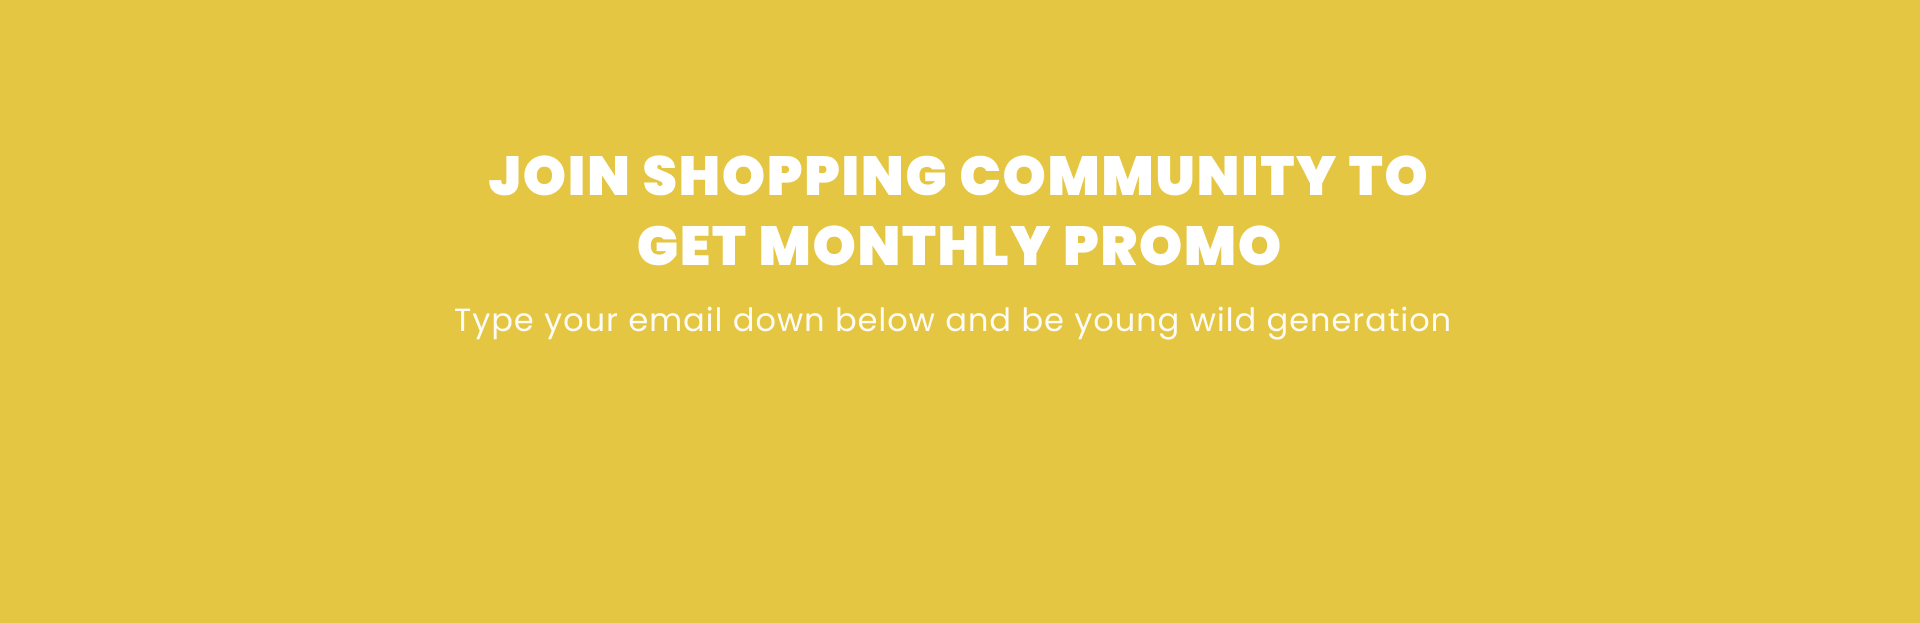 JOIN SHOPPING COMMUNITY TO
GET MONTHLY PROMO
Type your email down below and be young wild generation